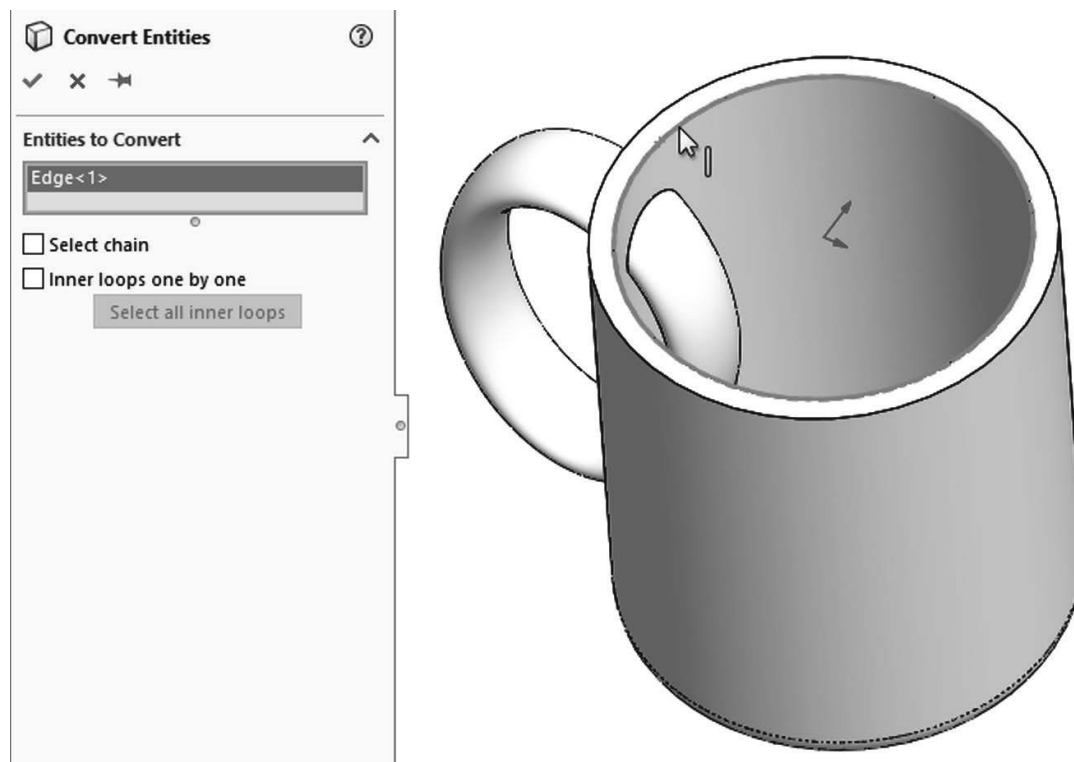 Convert Entities
Entities to Convert
Edge<1>
Select chain
Inner loops one by one
Select all inner loops